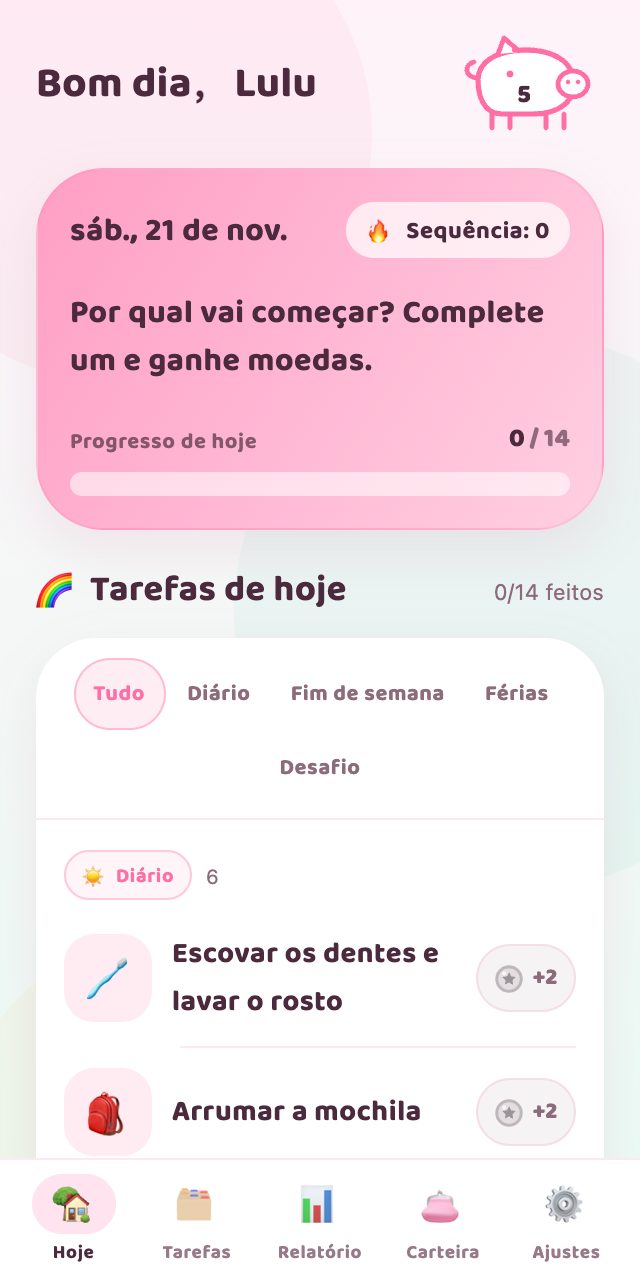 Bom dia， Lulu
5
sáb., 21 de nov.
🔥 Sequência: 0
Por qual vai começar? Complete
um e ganhe moedas.
Progresso de hoje
0 / 14
🌈 Tarefas de hoje
0/14 feitos
Tudo
Diário
Fim de semana
Férias
Desafio
☀️ Diário
6
Escovar os dentes e
lavar o rosto
+2
Arrumar a mochila
+2
Hoje
Tarefas
Relatório
Carteira
Ajustes